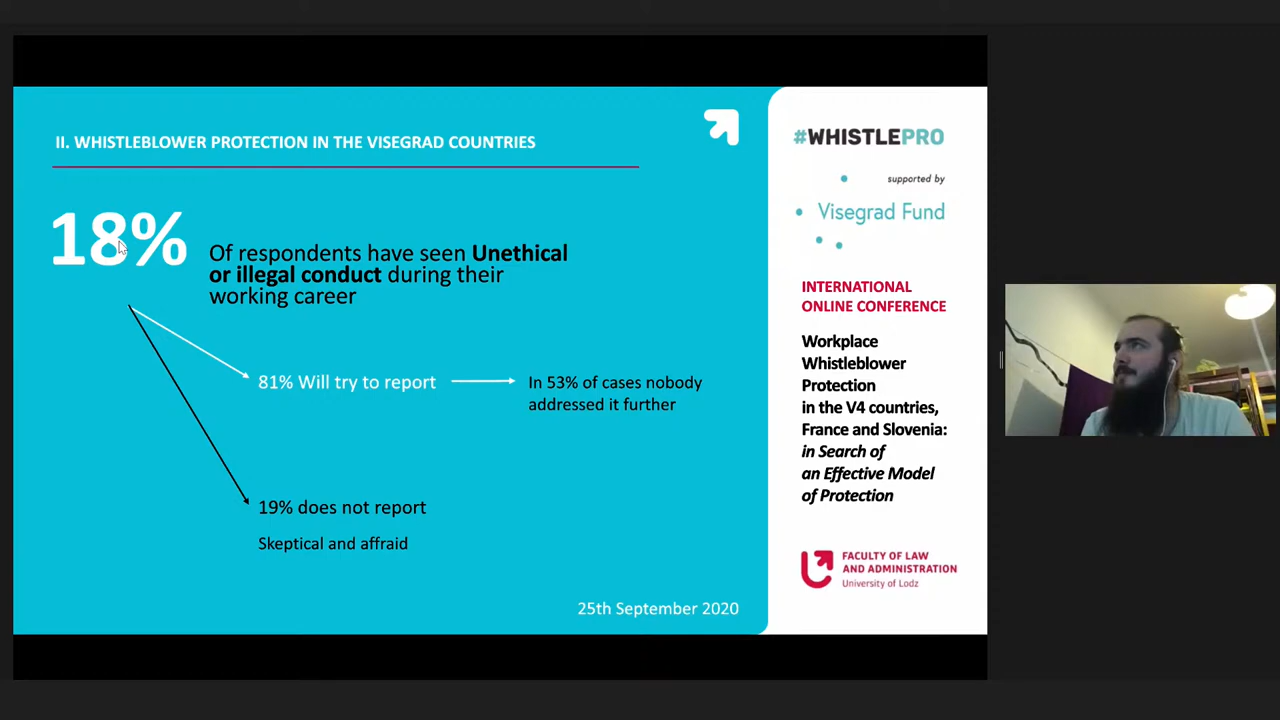 II. WHISTLEBLOWER PROTECTION IN THE VISEGRAD COUNTRIES
18%
Of respondents have seen Unethical
or illegal conduct during their
working career
81% Will try to report
In 53% of cases nobody
addressed it further
19% does not report
Skeptical and affraid
25th September 2020
#WHISTLEPRO
supported by
Visegrad Fund
INTERNATIONAL
ONLINE CONFERENCE
Workplace
Whistleblower
Protection
in the V4 countries,
France and Slovenia:
in Search of
an Effective Model
of Protection
FACULTY OF LAW
AND ADMINISTRATION
University of Lodz